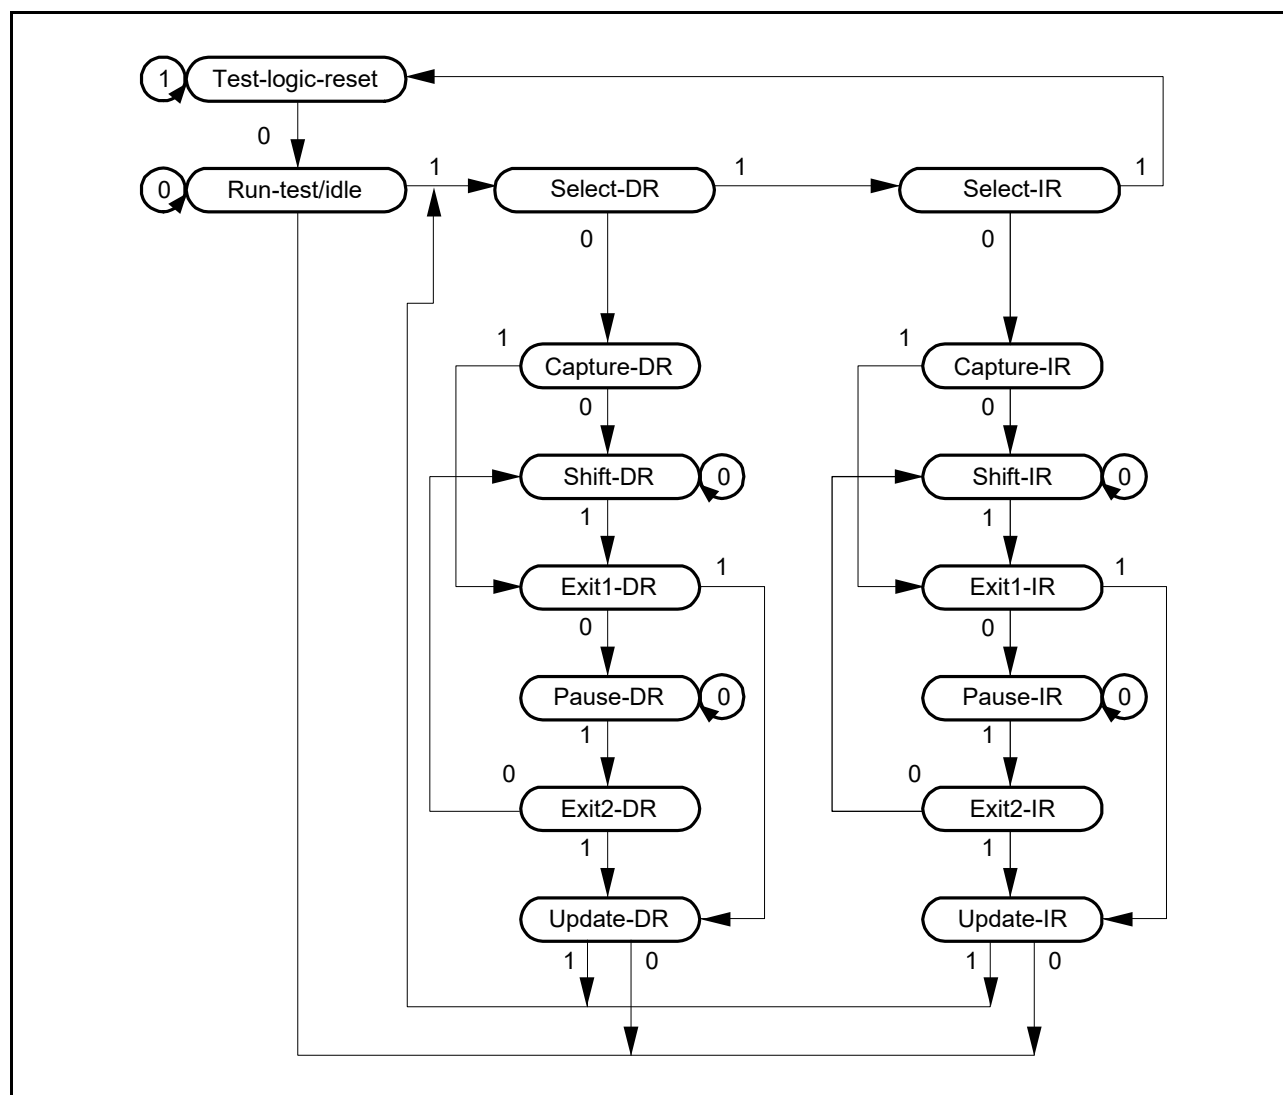 1 Test-logic-reset
0
0 Run-test/idle 1 Select-DR 1 Select-IR 1
0 0
1 1
Capture-DR Capture-IR
0 0
Shift-DR 0 Shift-IR 0
1 1
Exit1-DR 1 Exit1-IR 1
0 0
Pause-DR 0 Pause-IR 0
1 1
0 0
Exit2-DR Exit2-IR
1 1
Update-DR Update-IR
1 0 1 0